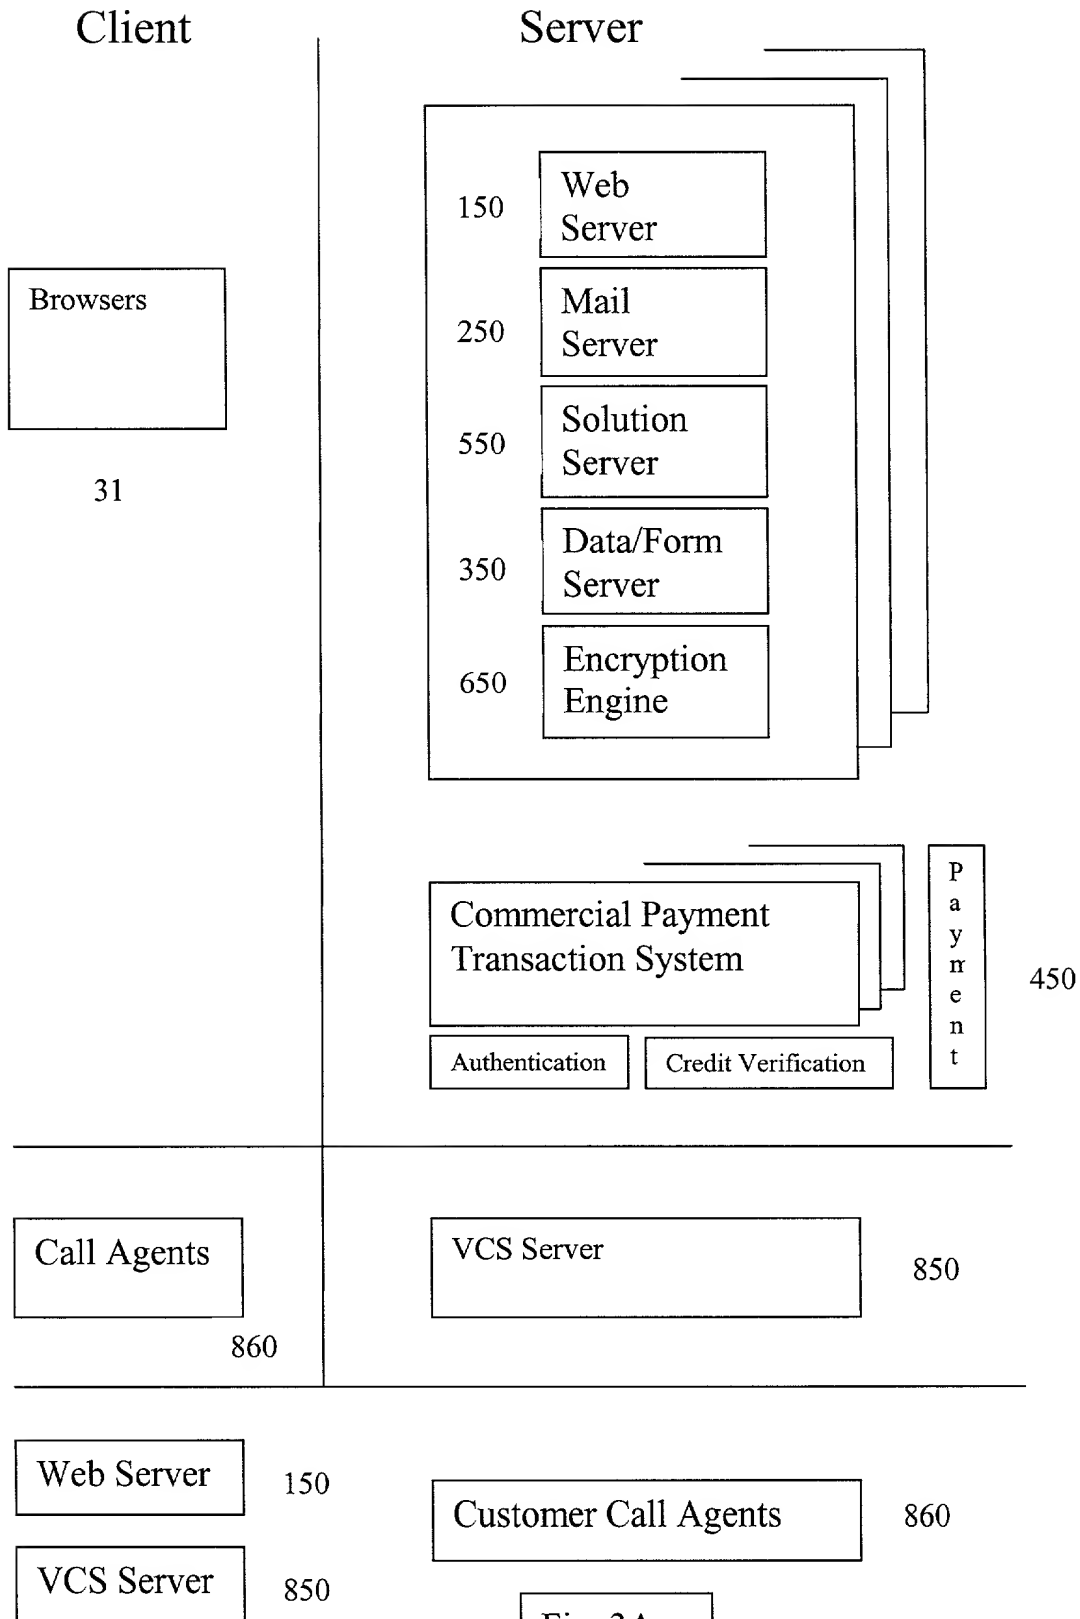 Client
Server
150
Web
Server
Browsers
31
250
Mail
Server
550
Solution
Server
350
Data/Form
Server
650
Encryption
Engine
Commercial Payment
Transaction System
Payment
450
Authentication
Credit Verification
Call Agents
860
VCS Server
850
Web Server
150
Customer Call Agents
860
VCS Server
850